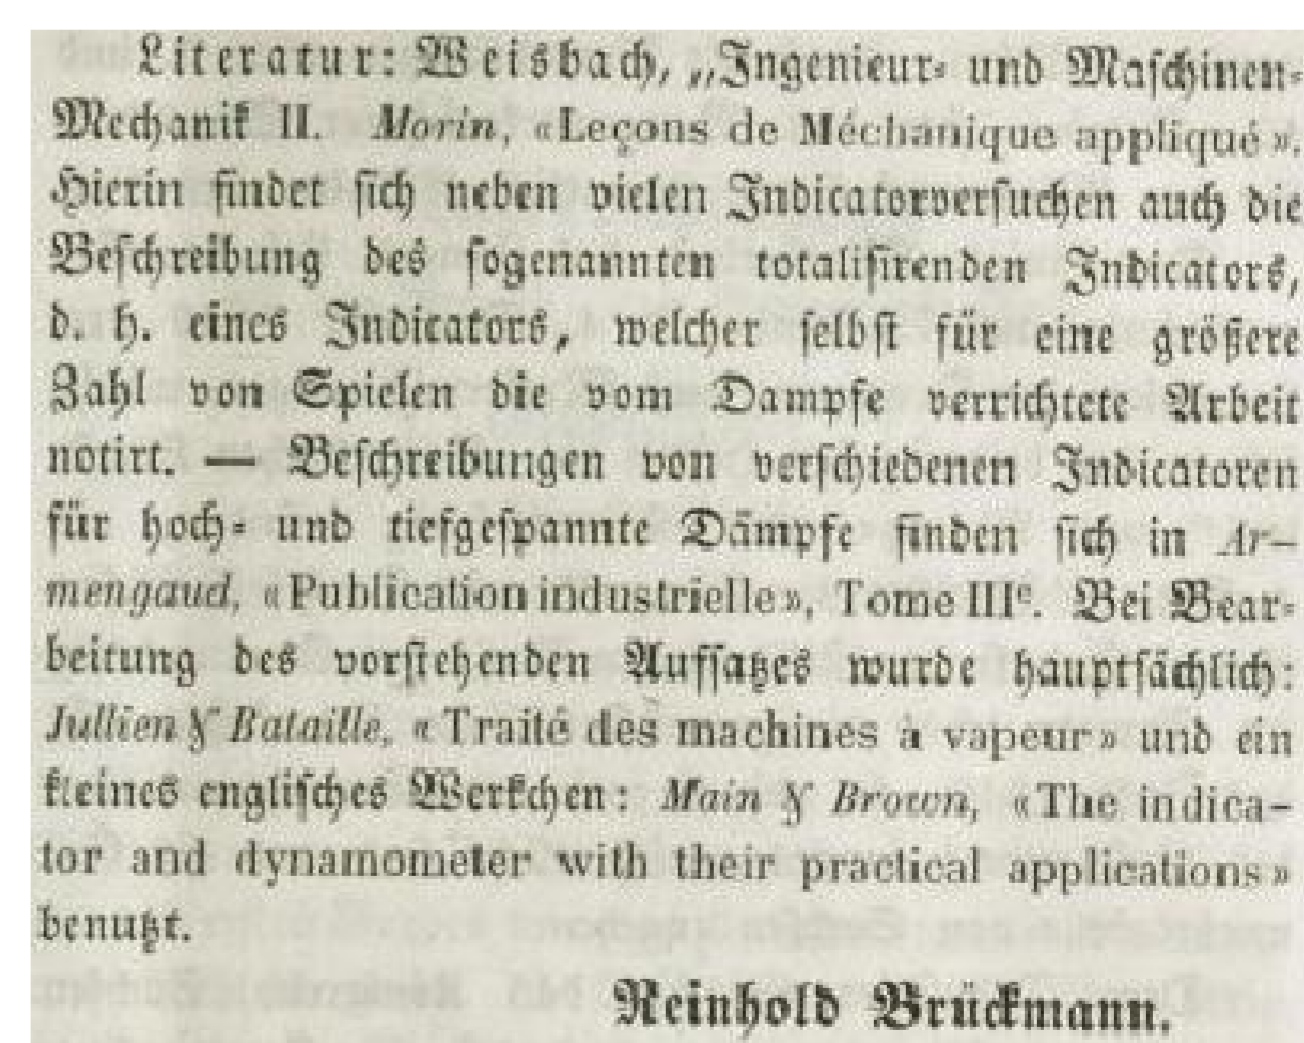 Literatur: Weisbach, „Ingenieur- und Maschinen-
Mechanik II. Morin, «Leçons de Méchanique appliqué».
Hierin findet sich neben vielen Indicatorversuchen auch die
Beschreibung des sogenannten totalisirenden Indicators,
d. h. eines Indicators, welcher selbst für eine größere
Zahl von Spielen die vom Dampfe verrichtete Arbeit
notirt. — Beschreibungen von verschiedenen Indicatoren
für hoch- und tiefgespannte Dämpfe finden sich in Ar-
mengaud, «Publication industrielle», Tome IIIe. Bei Bear-
beitung des vorstehenden Aufsatzes wurde hauptsächlich:
Jullien & Bataille, «Traité des machines à vapeur» und ein
kleines englisches Werkchen: Main & Brown, «The indica-
tor and dynamometer with their practical applications»
benutzt.
Reinhold Brückmann.